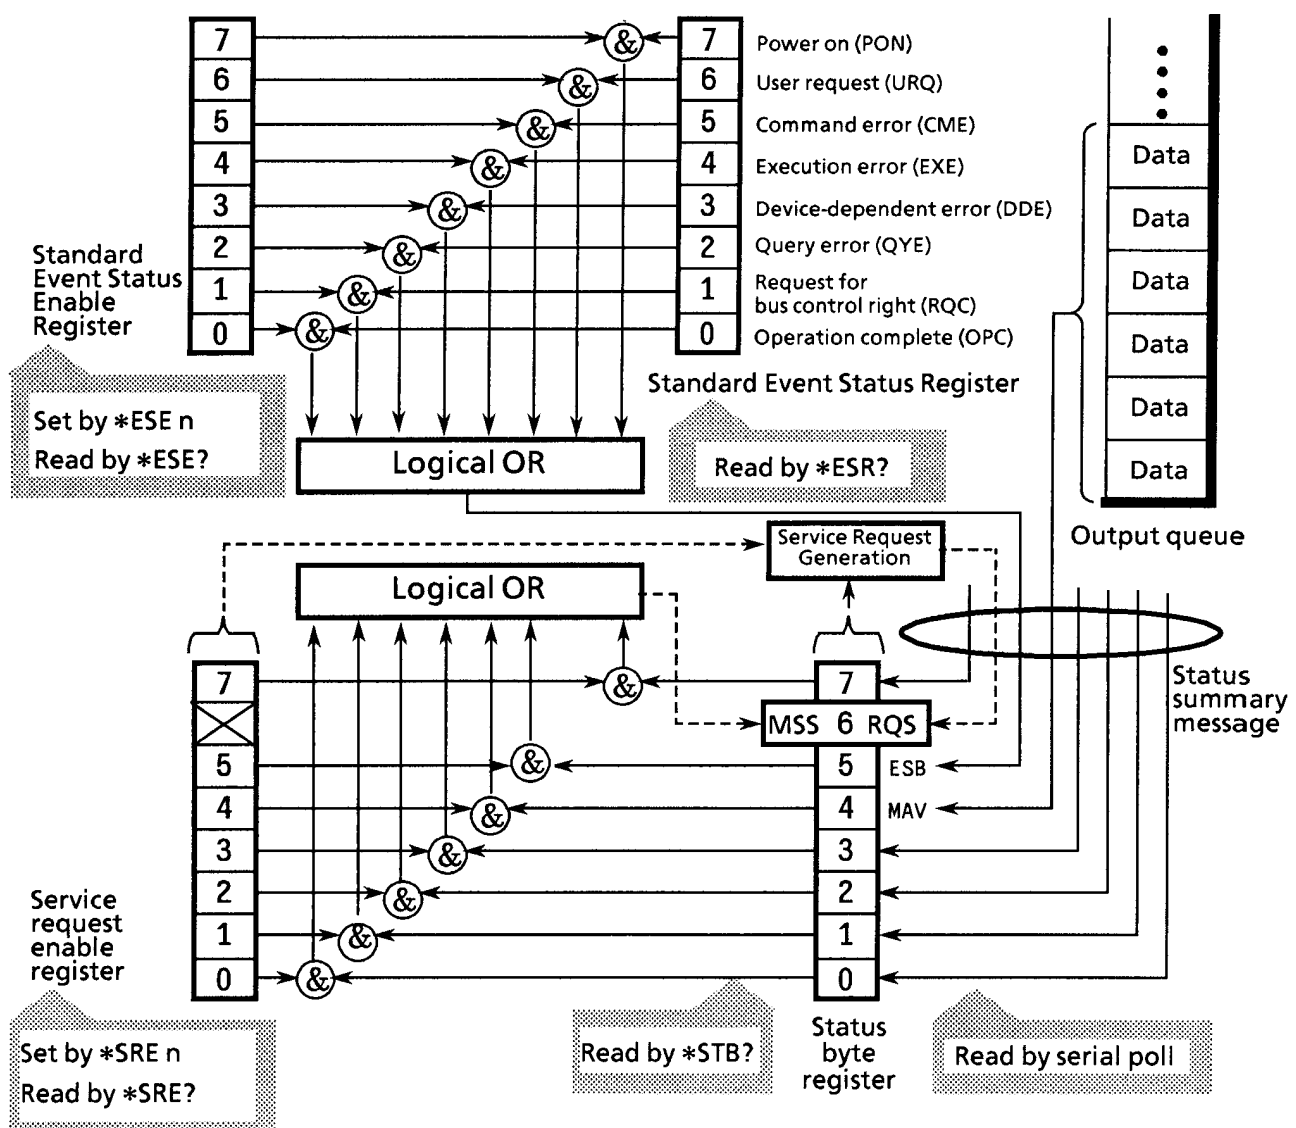 7 & 7 Power on (PON)
6 & 6 User request (URQ)
5 & 5 Command error (CME)
4 & 4 Execution error (EXE)
3 & 3 Device-dependent error (DDE)
2 & 2 Query error (QYE)
1 & 1 Request for
bus control right (RQC)
0 & 0 Operation complete (OPC)
Standard
Event Status
Enable
Register
Set by *ESE n
Read by *ESE?
Logical OR
Standard Event Status Register
Read by *ESR?
Data
Data
Data
Data
Data
Data
Output queue
Service Request
Generation
Logical OR
Status
summary
message
7 & 7
MSS 6 RQS
5 & 5 ESB
4 & 4 MAV
3 & 3
2 & 2
1 & 1
0 & 0
Service
request
enable
register
Set by *SRE n
Read by *SRE?
Read by *STB?
Status
byte
register
Read by serial poll